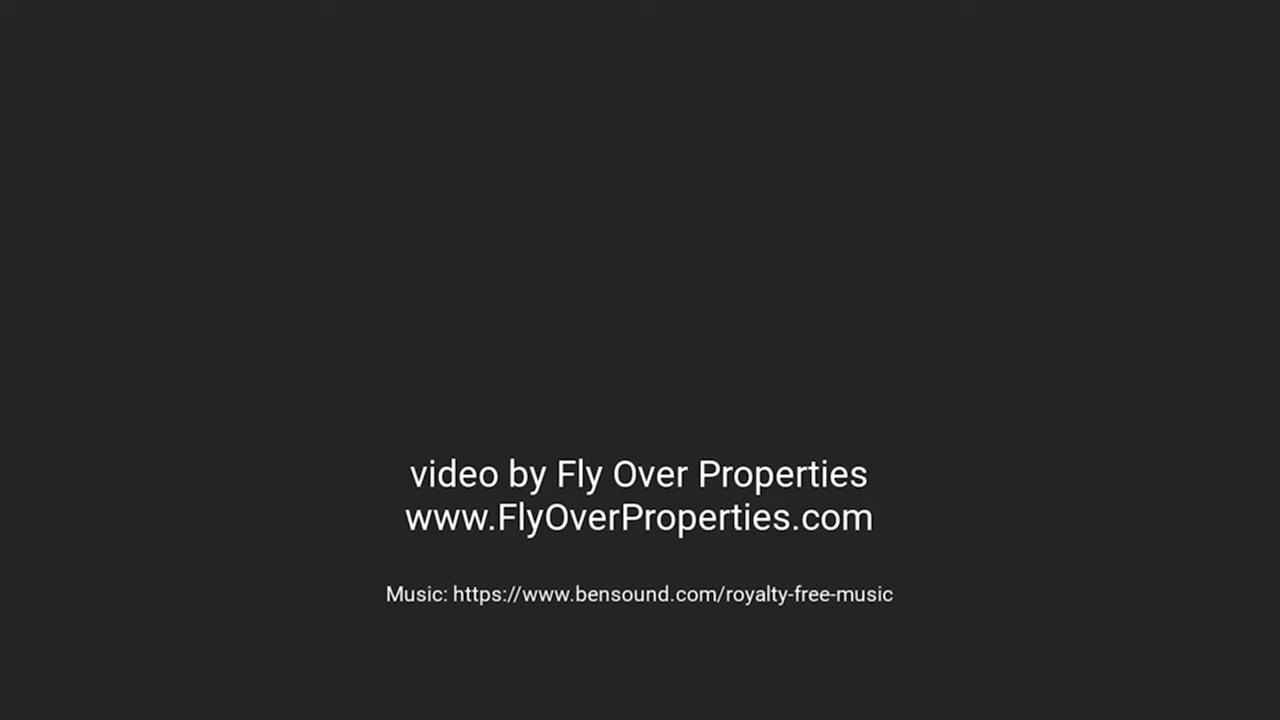 video by Fly Over Properties
www.FlyOverProperties.com
Music: https://www.bensound.com/royalty-free-music